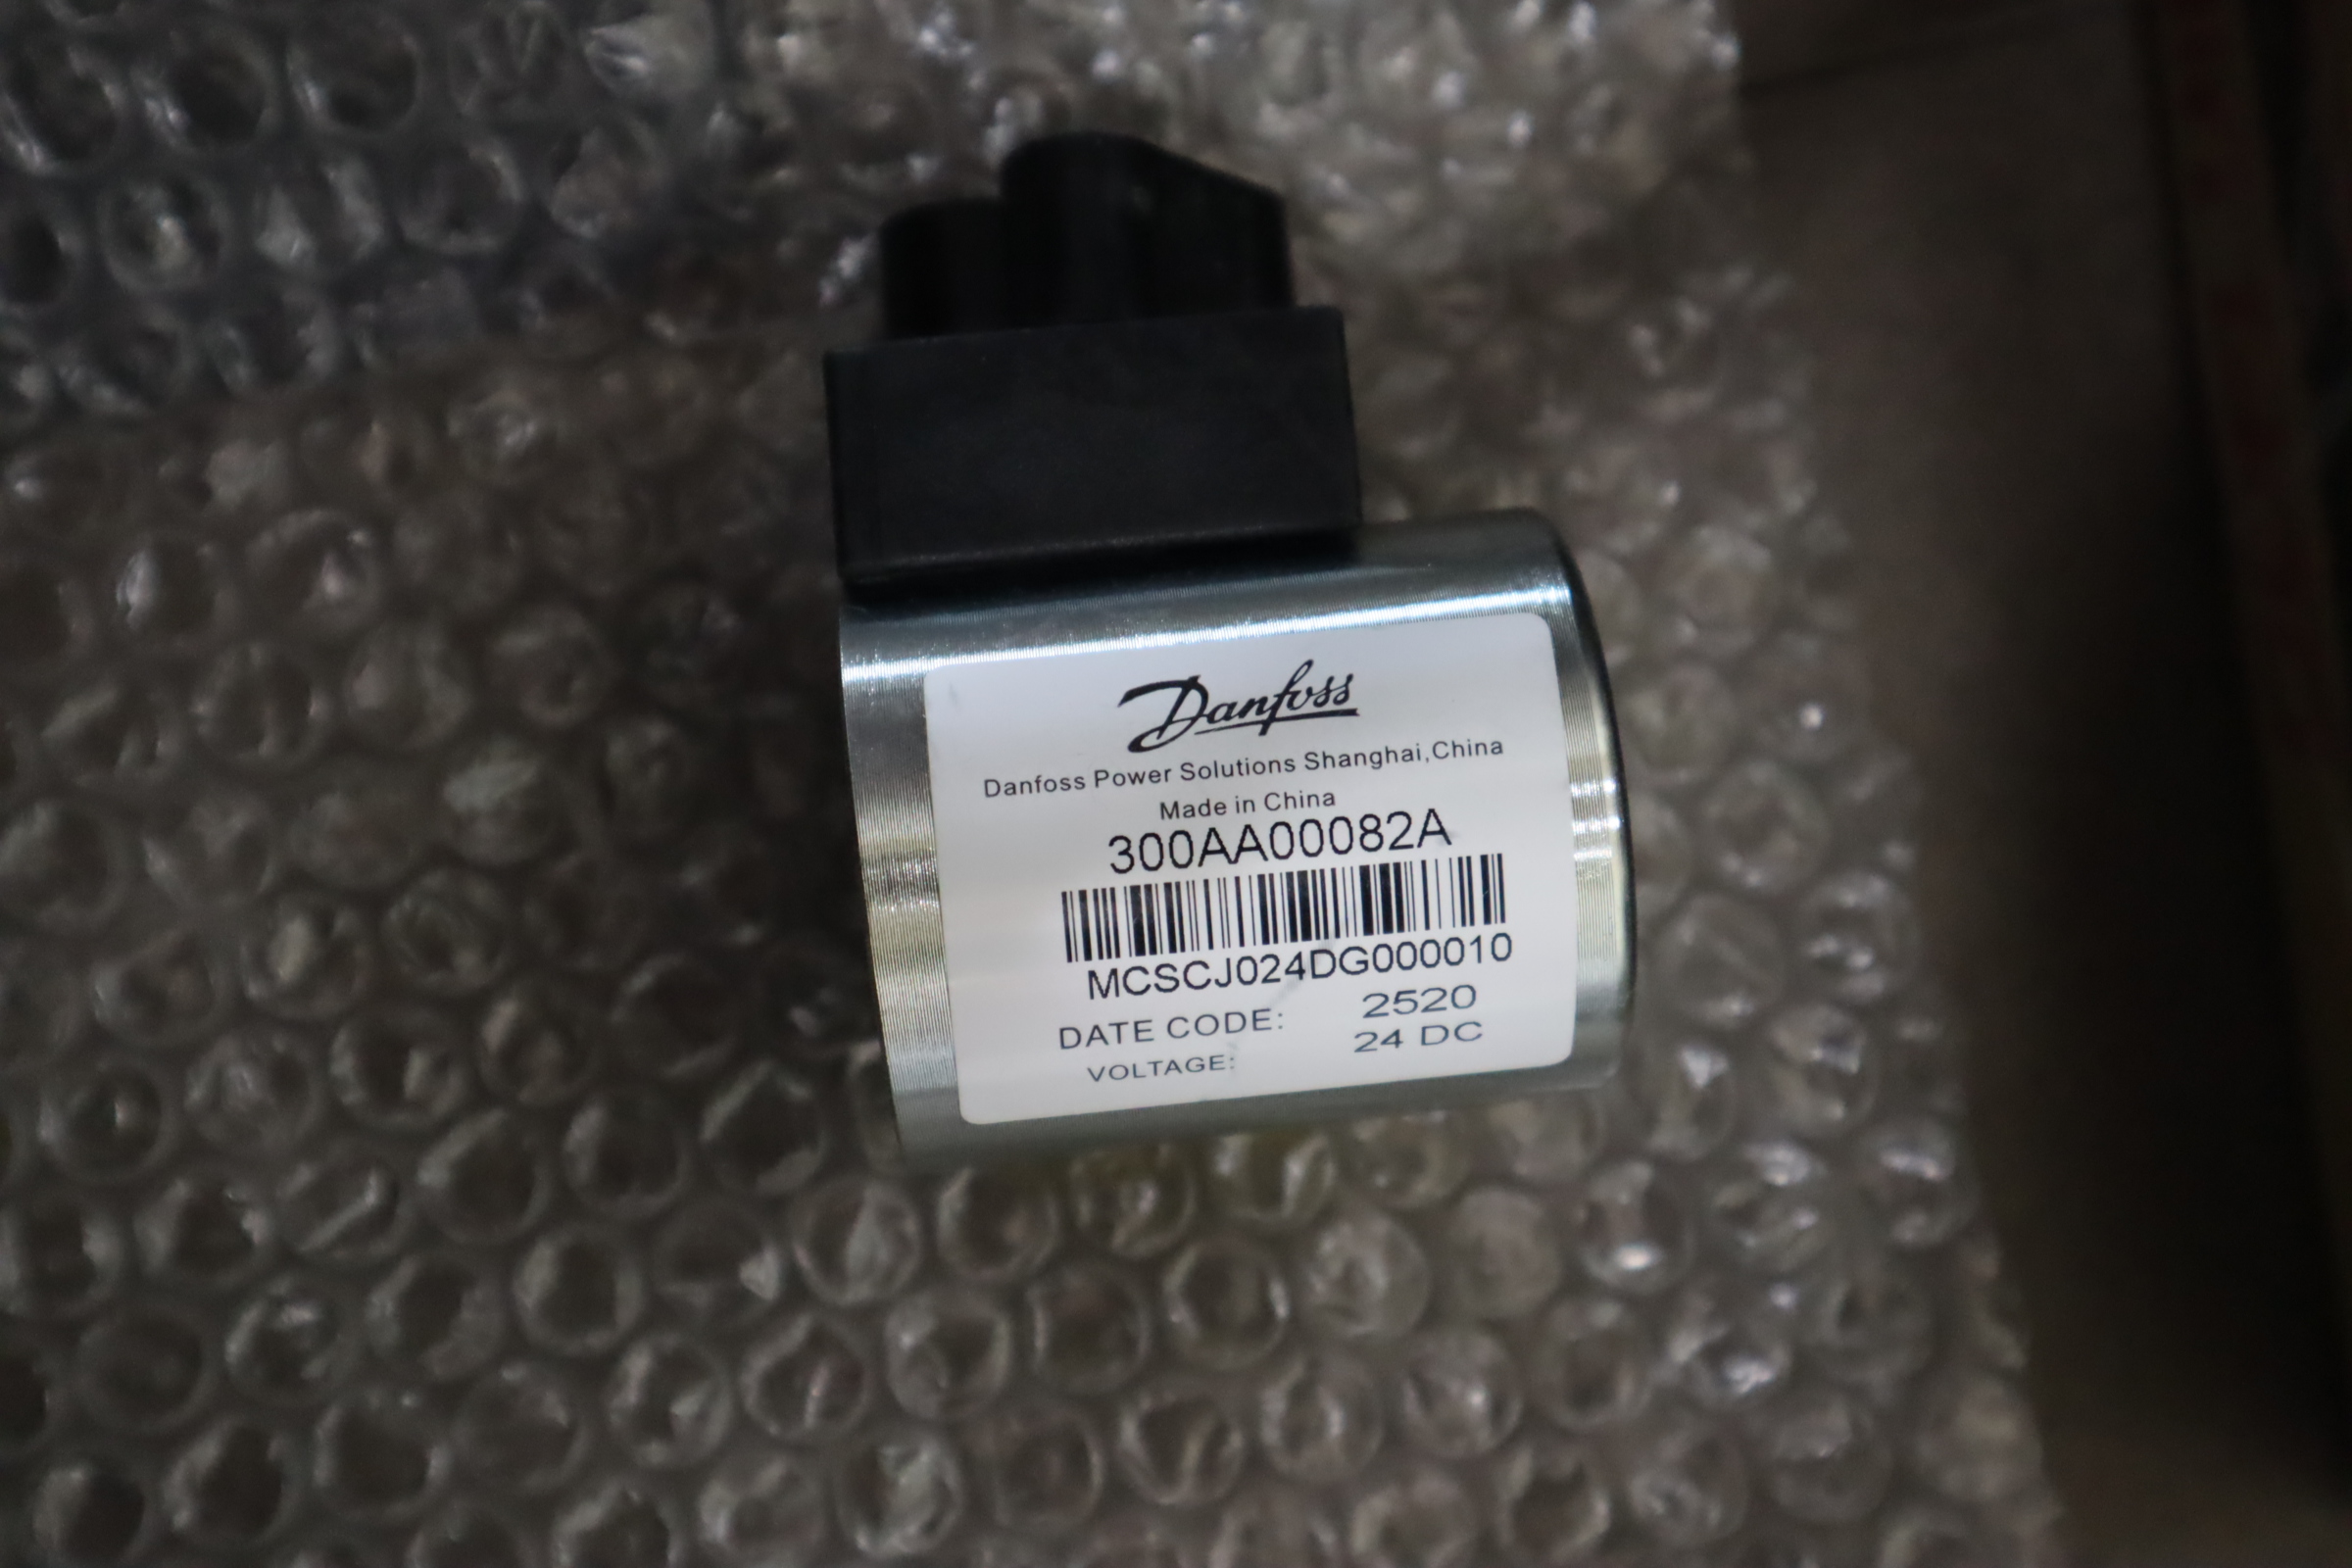 Danfoss
Danfoss Power Solutions Shanghai,China
Made in China
300AA00082A
MCSCJ024DG000010
DATE CODE: 2520
VOLTAGE: 24 DC